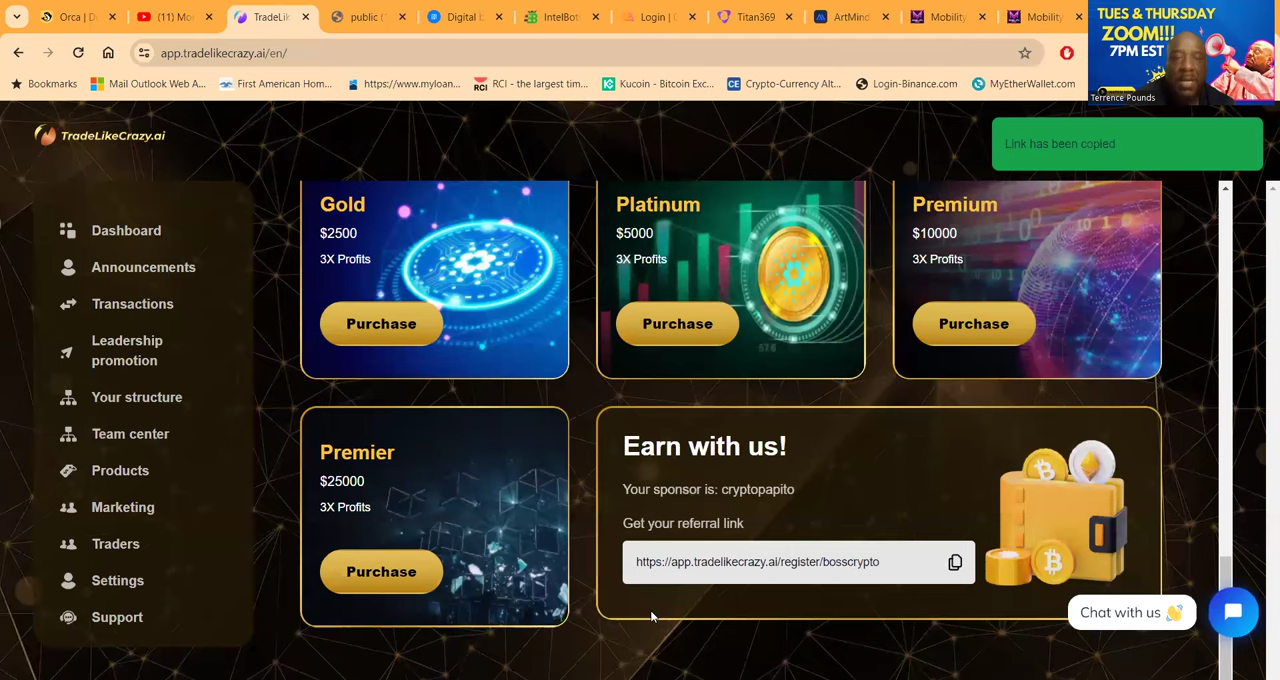 Orca | D
(11) Mo
TradeLik
public (
Digital
IntelBot
Login |
Titan369
ArtMind
Mobility
Mobility
app.tradelikecrazy.ai/en/
Bookmarks
Mail Outlook Web A...
First American Hom...
https://www.myloan...
RCI - the largest tim...
Kucoin - Bitcoin Exc...
Crypto-Currency Alt...
Login-Binance.com
MyEtherWallet.com
TUES & THURSDAY
ZOOM!!!
7PM EST
Terrence Pounds
TradeLikeCrazy.ai
Link has been copied
Dashboard
Announcements
Transactions
Leadership
promotion
Your structure
Team center
Products
Marketing
Traders
Settings
Support
Gold
$2500
3X Profits
Purchase
Platinum
$5000
3X Profits
Purchase
Premium
$10000
3X Profits
Purchase
Premier
$25000
3X Profits
Purchase
Earn with us!
Your sponsor is: cryptopapito
Get your referral link
https://app.tradelikecrazy.ai/register/bosscrypto
Chat with us 👋